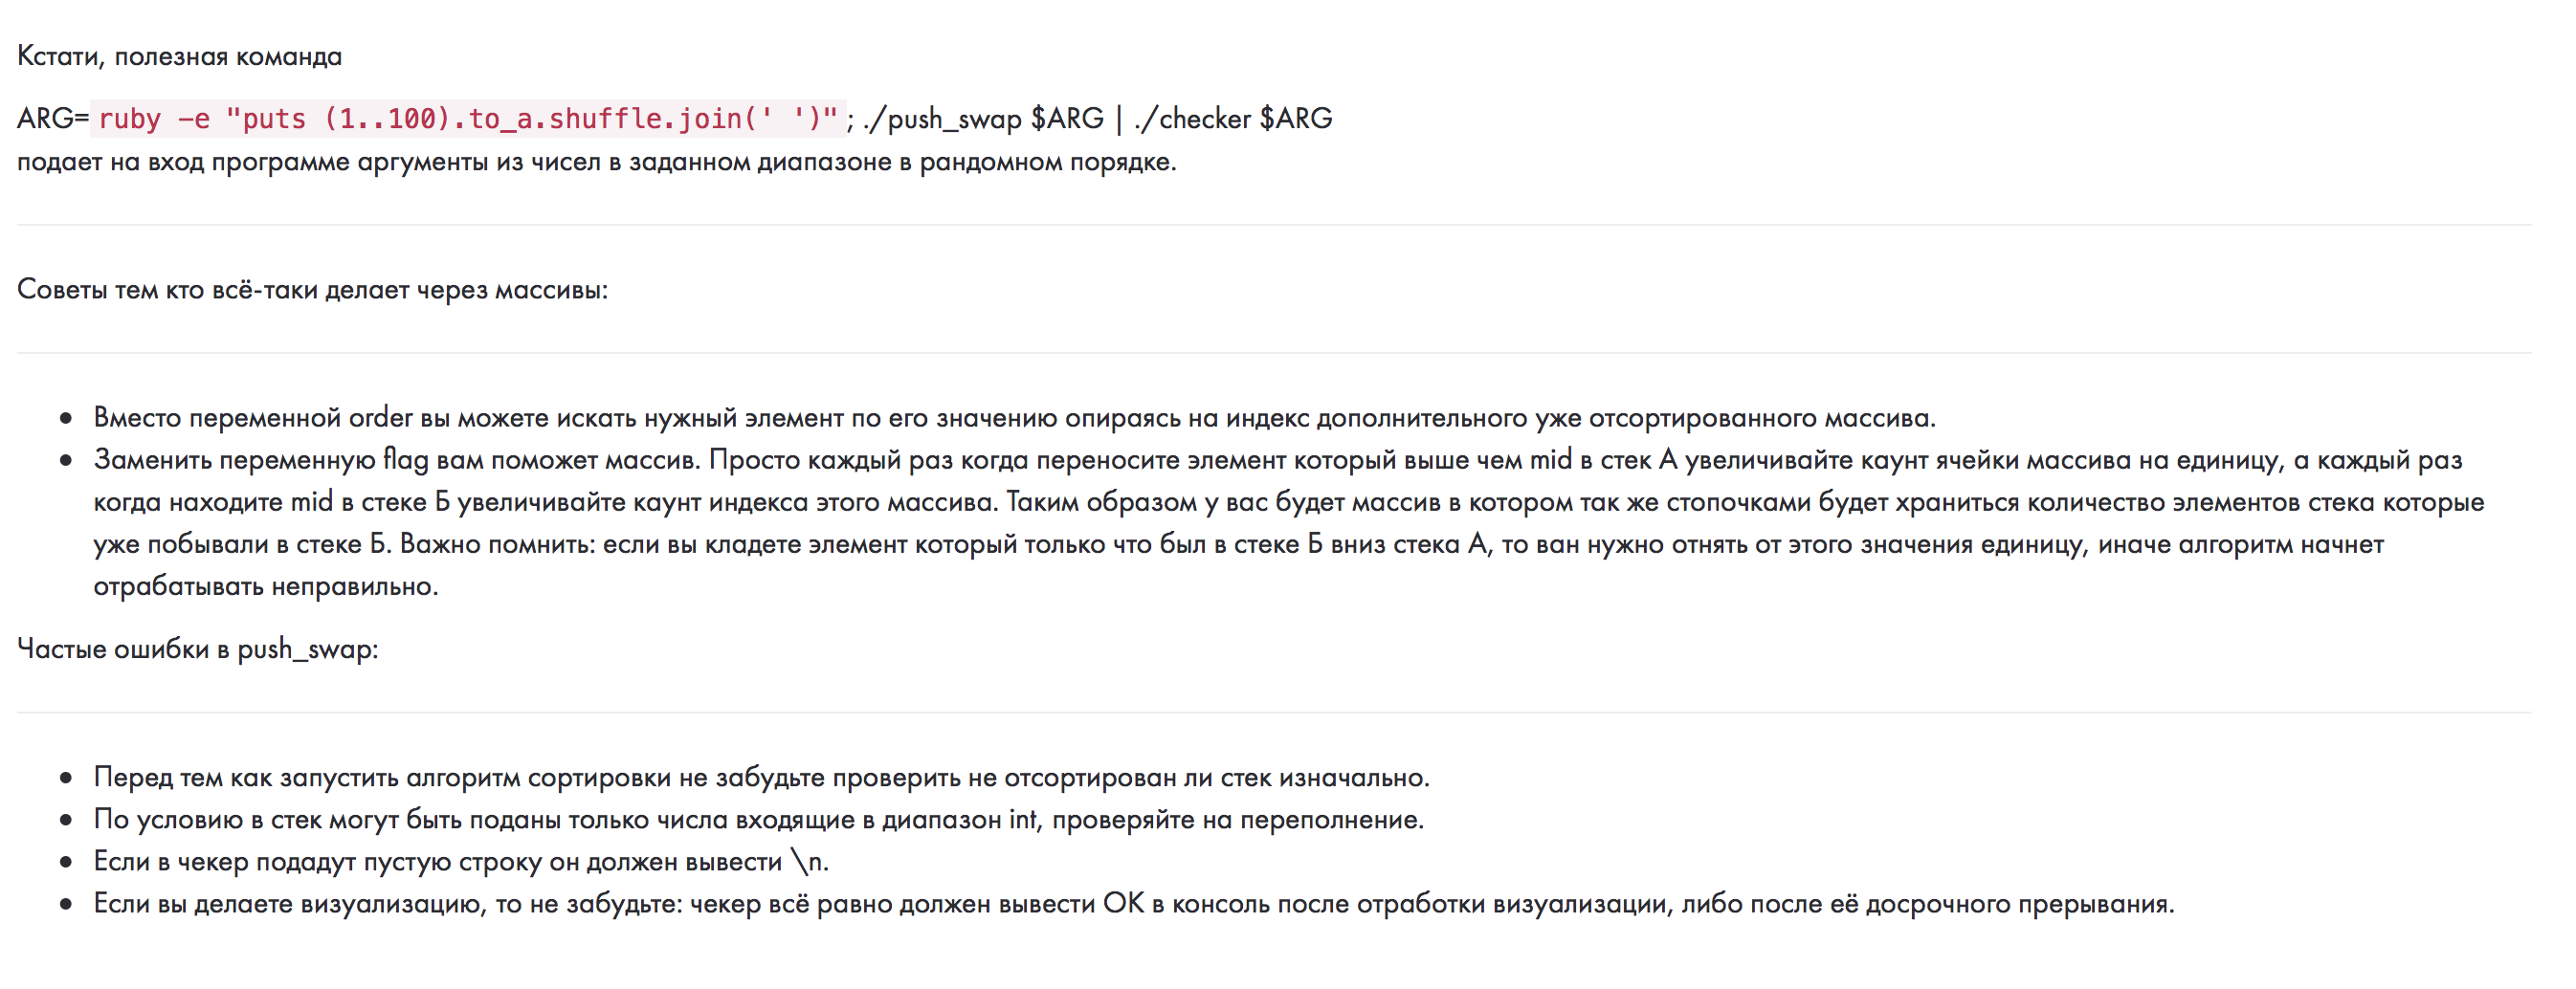 Кстати, полезная команда
ARG= ruby -e "puts (1..100).to_a.shuffle.join(' ')" ; ./push_swap $ARG | ./checker $ARG
подает на вход программе аргументы из чисел в заданном диапазоне в рандомном порядке.
Советы тем кто всё-таки делает через массивы:
● Вместо переменной order вы можете искать нужный элемент по его значению опираясь на индекс дополнительного уже отсортированного массива.
● Заменить переменную flag вам поможет массив. Просто каждый раз когда переносите элемент который выше чем mid в стек А увеличивайте каунт ячейки массива на единицу, а каждый раз
когда находите mid в стеке Б увеличивайте каунт индекса этого массива. Таким образом у вас будет массив в котором так же стопочками будет храниться количество элементов стека которые
уже побывали в стеке Б. Важно помнить: если вы кладете элемент который только что был в стеке Б вниз стека А, то ван нужно отнять от этого значения единицу, иначе алгоритм начнет
отрабатывать неправильно.
Частые ошибки в push_swap:
● Перед тем как запустить алгоритм сортировки не забудьте проверить не отсортирован ли стек изначально.
● По условию в стек могут быть поданы только числа входящие в диапазон int, проверяйте на переполнение.
● Если в чекер подадут пустую строку он должен вывести \n.
● Если вы делаете визуализацию, то не забудьте: чекер всё равно должен вывести ОК в консоль после отработки визуализации, либо после её досрочного прерывания.